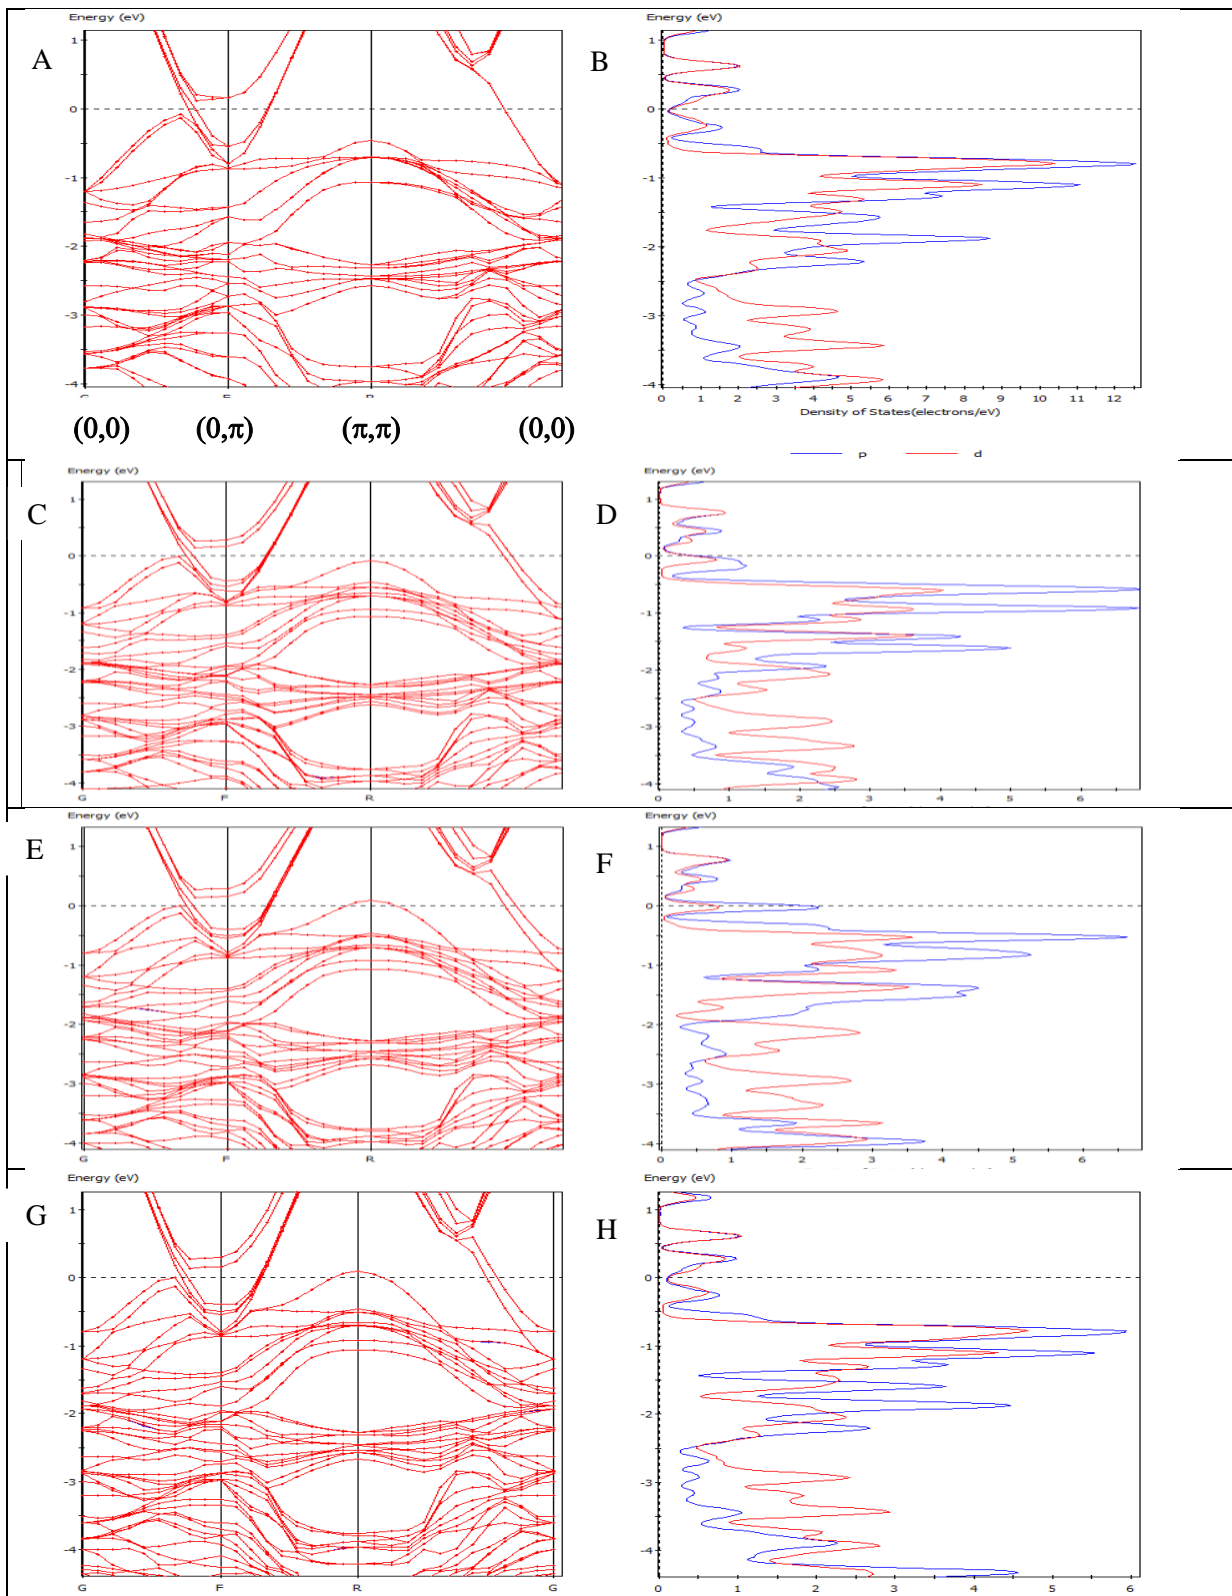 Energy (eV)
A
1
0
-1
-2
-3
-4
F
(0,0) (0,π) (π,π) (0,0)
Energy (eV)
B
1
0
-1
-2
-3
-4
0 1 2 3 4 5 6 7 8 9 10 11 12
Density of States(electrons/eV)
p d
Energy (eV)
C
1
0
-1
-2
-3
-4
G F R
Energy (eV)
D
1
0
-1
-2
-3
-4
0 1 2 3 4 5 6
Energy (eV)
E
1
0
-1
-2
-3
-4
G F R
Energy (eV)
F
1
0
-1
-2
-3
-4
0 1 2 3 4 5 6
Energy (eV)
G
1
0
-1
-2
-3
-4
G F R G
Energy (eV)
H
1
0
-1
-2
-3
-4
0 1 2 3 4 5 6